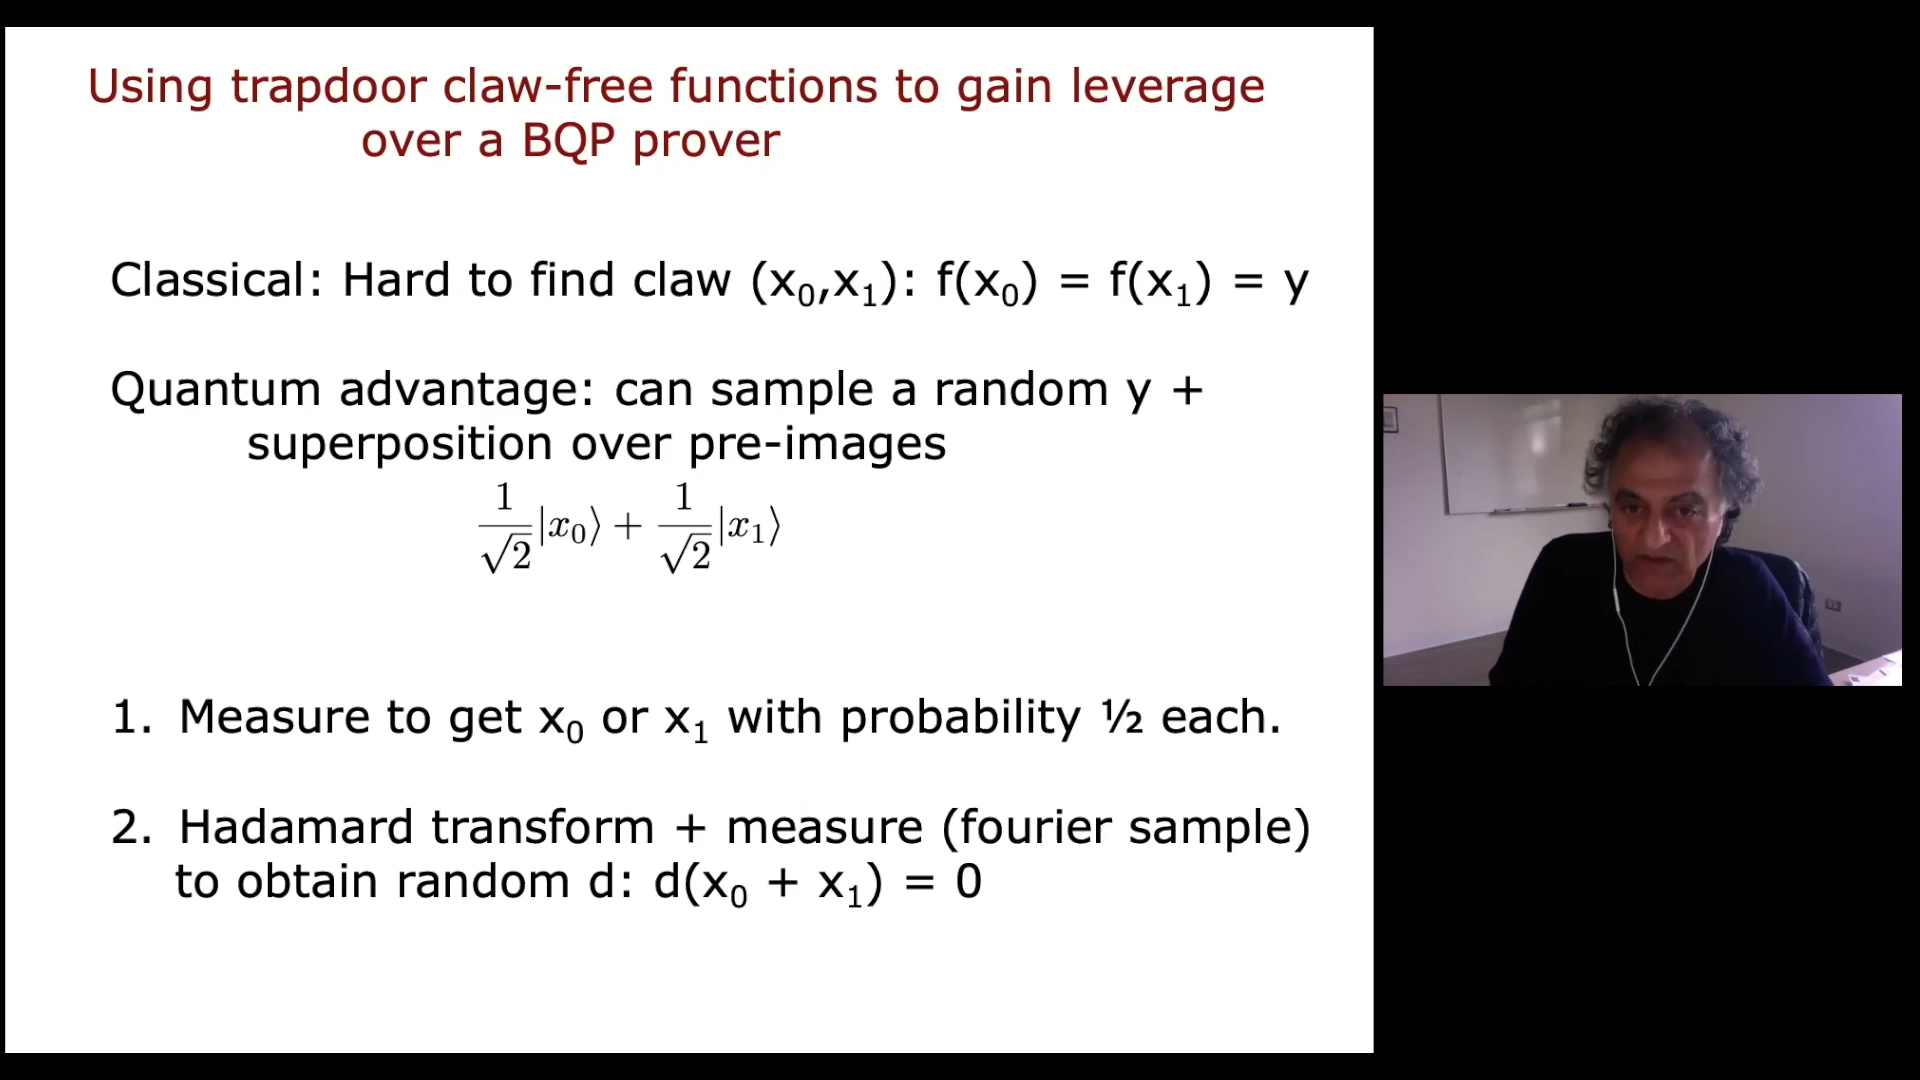 Using trapdoor claw-free functions to gain leverage
over a BQP prover
Classical: Hard to find claw (x₀,x₁): f(x₀) = f(x₁) = y
Quantum advantage: can sample a random y +
superposition over pre-images
1/√2 |x₀⟩ + 1/√2 |x₁⟩
1. Measure to get x₀ or x₁ with probability ½ each.
2. Hadamard transform + measure (fourier sample)
to obtain random d: d(x₀ + x₁) = 0